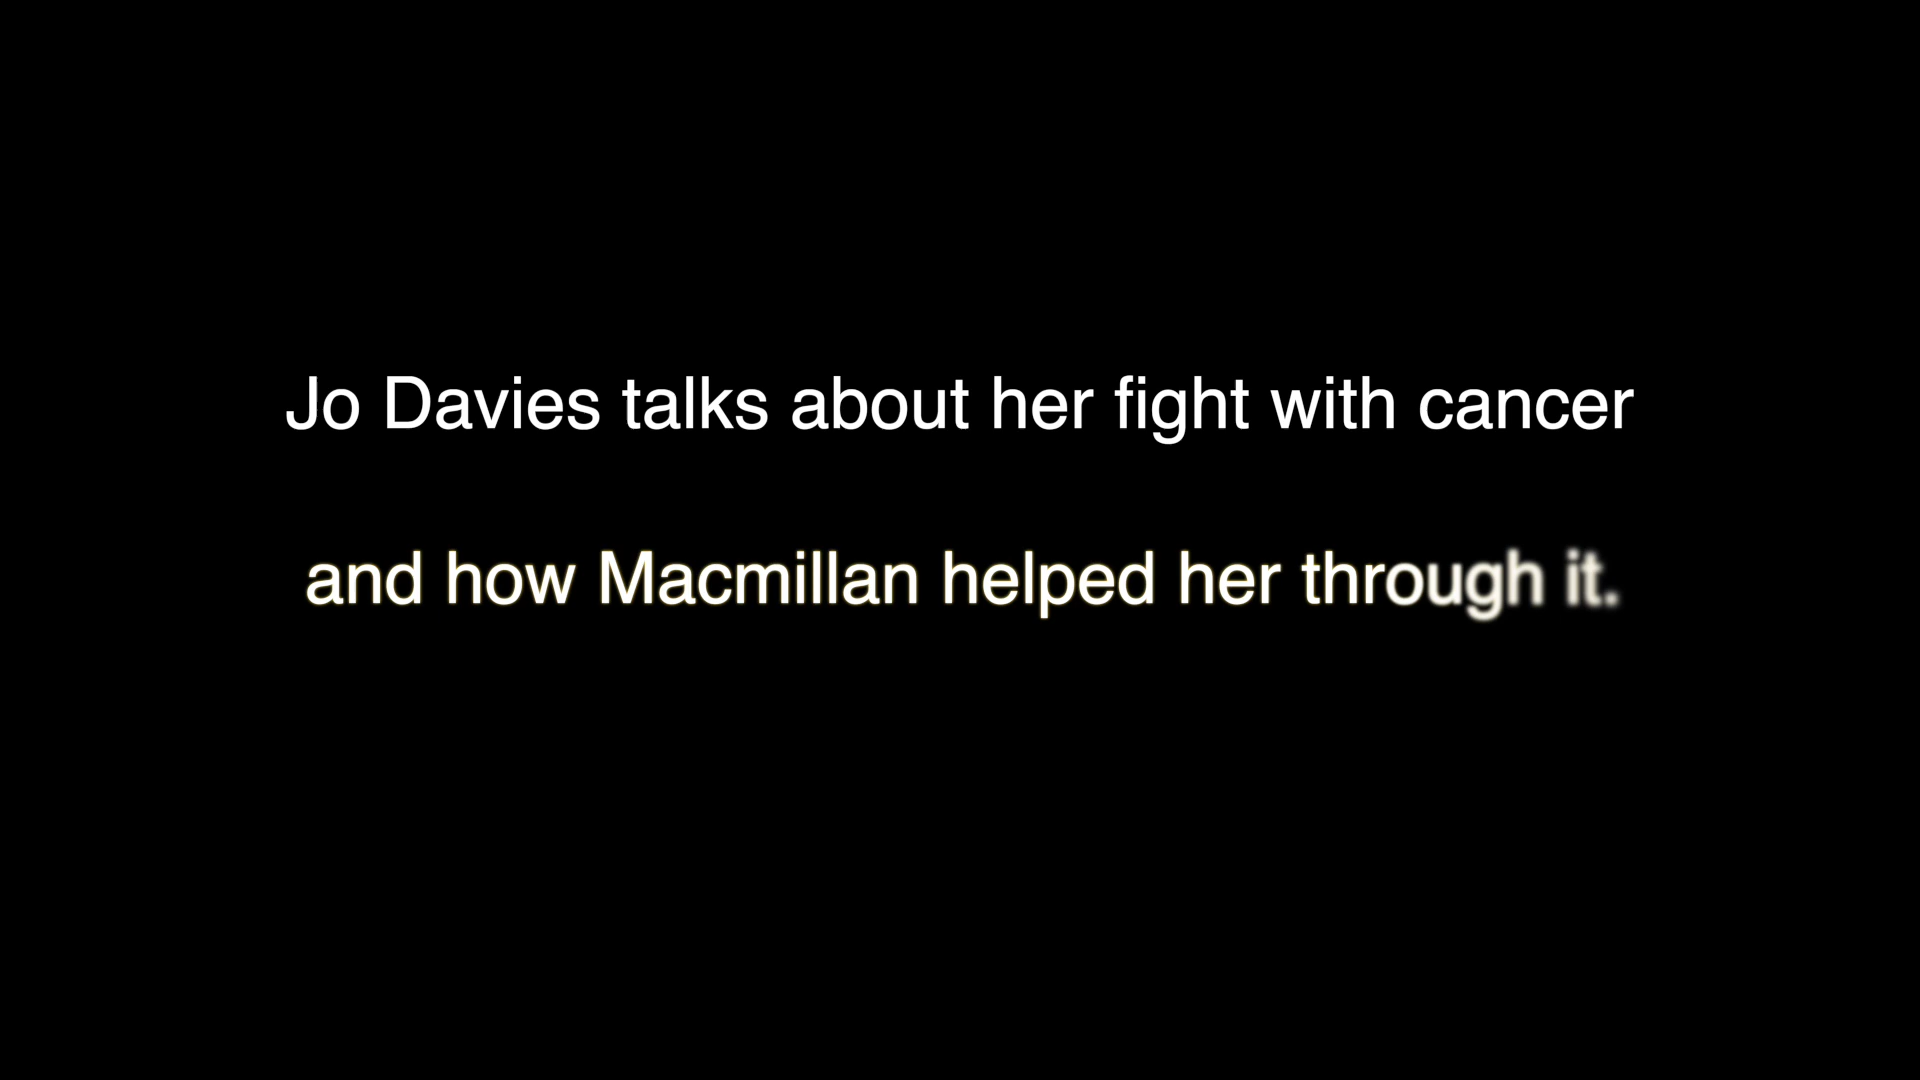 Jo Davies talks about her fight with cancer
and how Macmillan helped her through it.